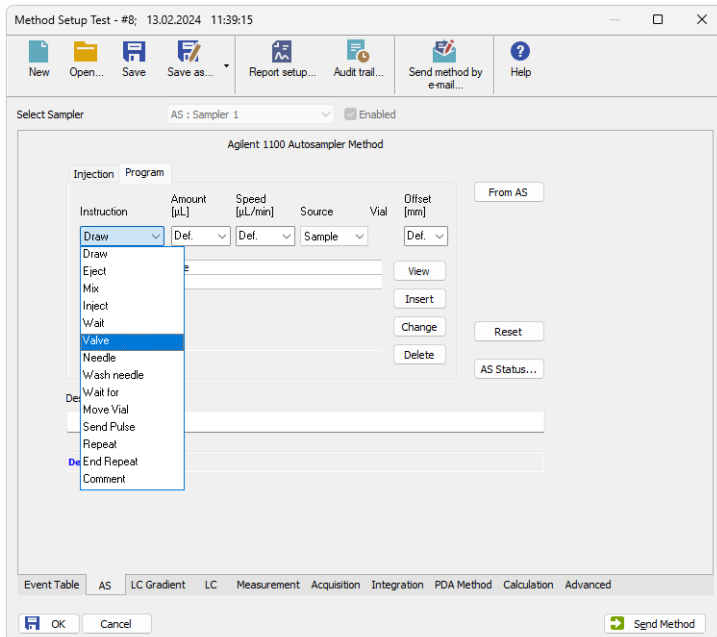 Method Setup Test - #8; 13.02.2024 11:39:15
New Open... Save Save as... Report setup... Audit trail... Send method by e-mail... Help
Select Sampler AS : Sampler 1 Enabled
Agilent 1100 Autosampler Method
Injection Program
From AS
Instruction Amount [µL] Speed [µL/min] Source Vial Offset [mm]
Draw Def. Def. Sample Def.
Draw
Eject
Mix
Inject
Wait
Valve
Needle
Wash needle
Wait for
Move Vial
Send Pulse
Repeat
End Repeat
Comment
View
Insert
Change
Delete
Reset
AS Status...
Event Table AS LC Gradient LC Measurement Acquisition Integration PDA Method Calculation Advanced
OK Cancel Send Method